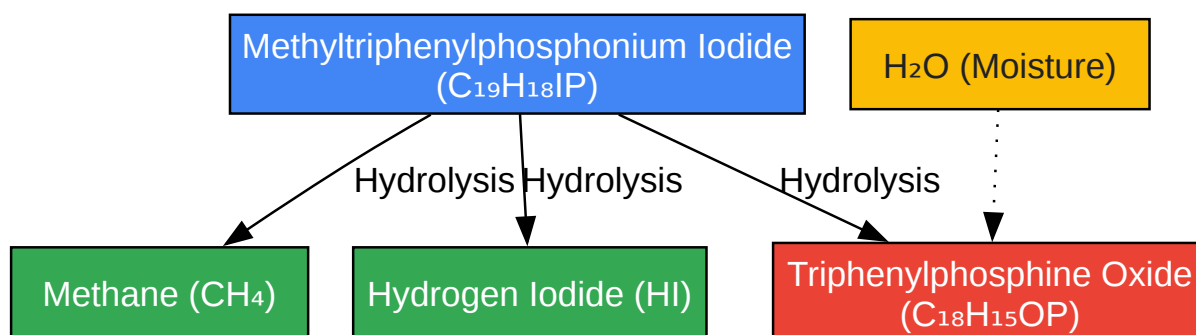 Methyltriphenylphosphonium Iodide
(C₁₉H₁₈IP)
H₂O (Moisture)
Hydrolysis
Hydrolysis
Hydrolysis
Methane (CH₄)
Hydrogen Iodide (HI)
Triphenylphosphine Oxide
(C₁₈H₁₅OP)